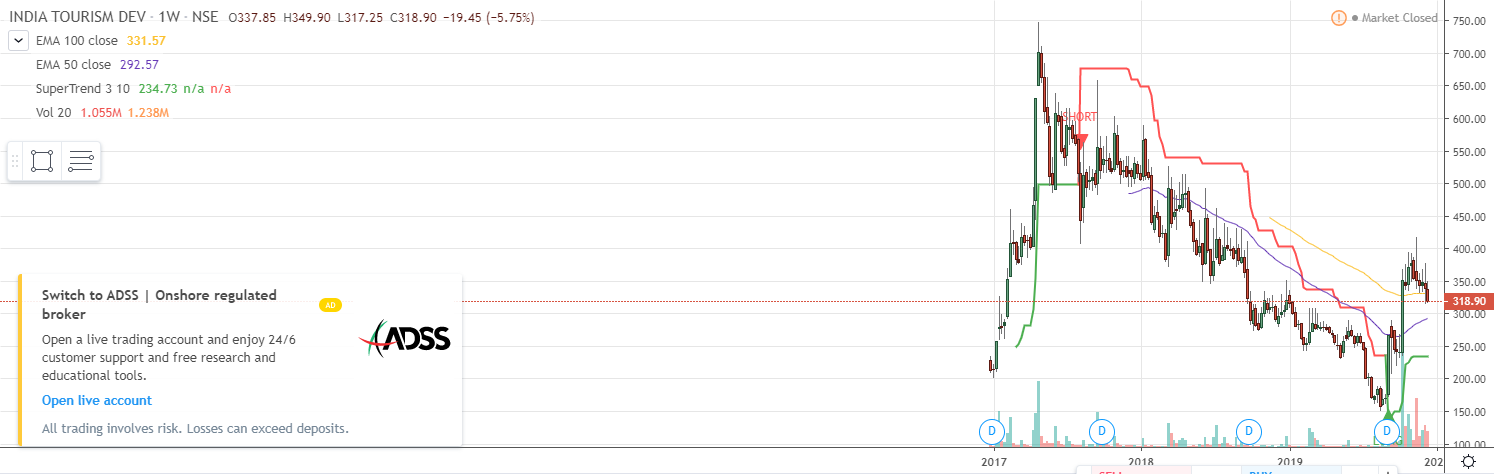 INDIA TOURISM DEV · 1W · NSE O337.85 H349.90 L317.25 C318.90 −19.45 (−5.75%)
Market Closed
EMA 100 close 331.57
EMA 50 close 292.57
SuperTrend 3 10 234.73 n/a n/a
Vol 20 1.055M 1.238M
SHORT
750.00
700.00
650.00
600.00
550.00
500.00
450.00
400.00
350.00
318.90
300.00
250.00
200.00
150.00
100.00
Switch to ADSS | Onshore regulated
broker
AD
Open a live trading account and enjoy 24/6
customer support and free research and
educational tools.
ADSS
Open live account
All trading involves risk. Losses can exceed deposits.
D D D D
2017 2018 2019 202
SELL BUY